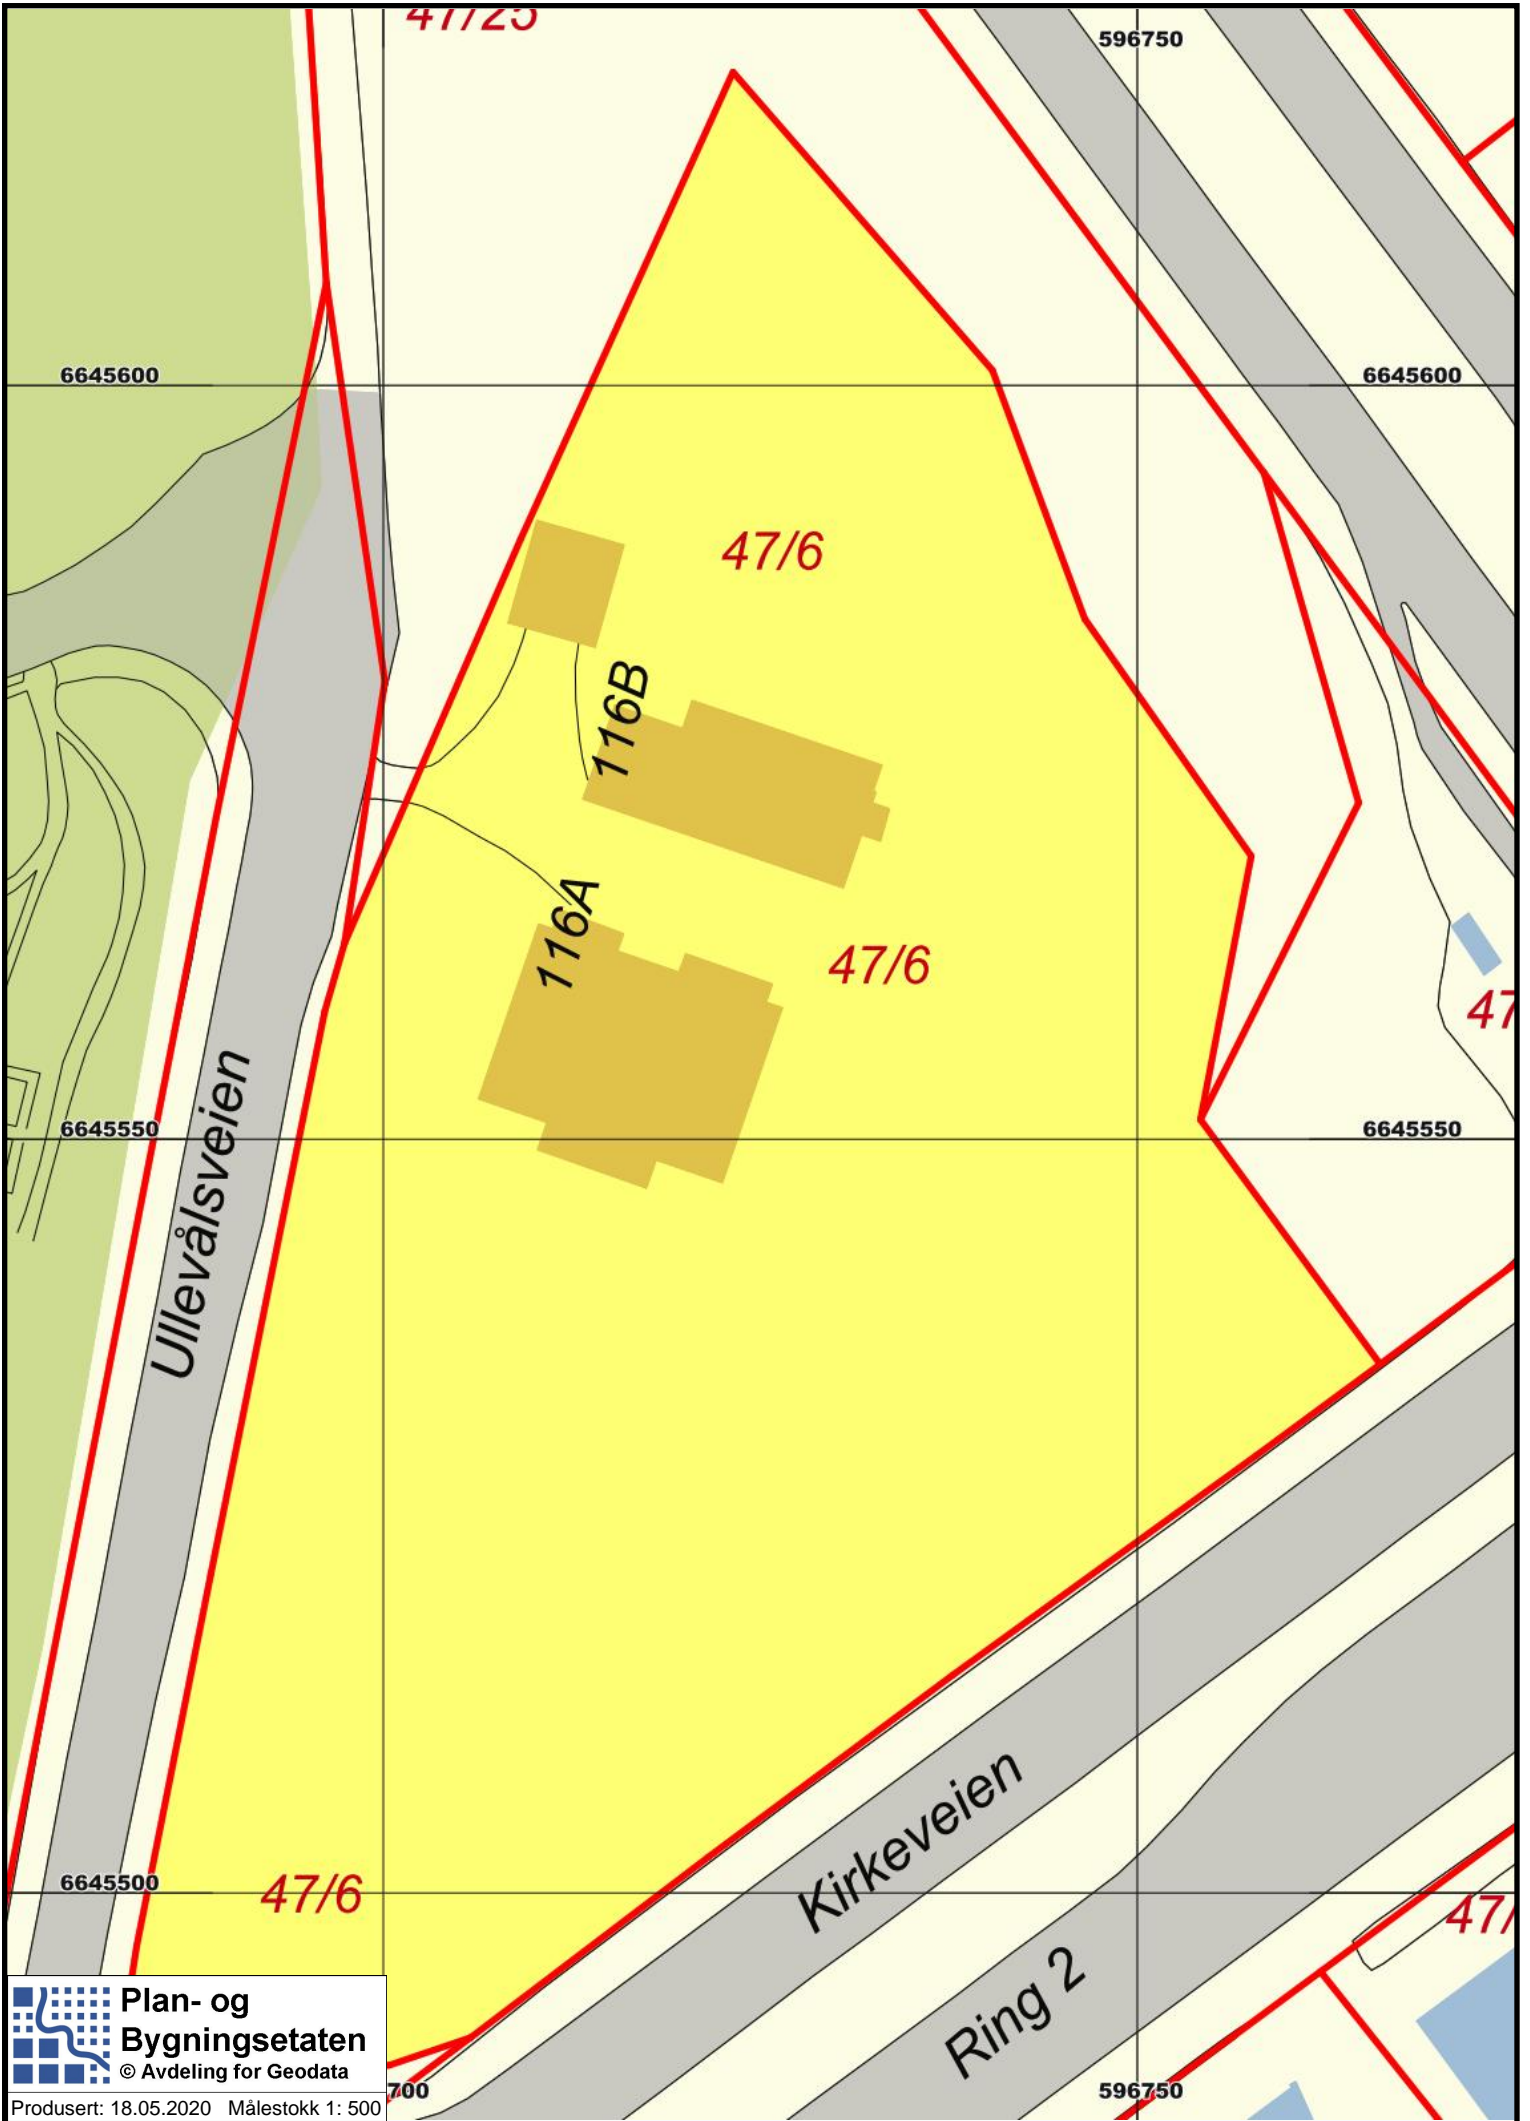 47/25
596750
6645600
6645600
47/6
116B
116A
47/6
47
6645550
6645550
Ullevålsveien
Kirkeveien
6645500
47/6
47/
Ring 2
Plan- og
Bygningsetaten
© Avdeling for Geodata
700
596750
Produsert: 18.05.2020 Målestokk 1: 500